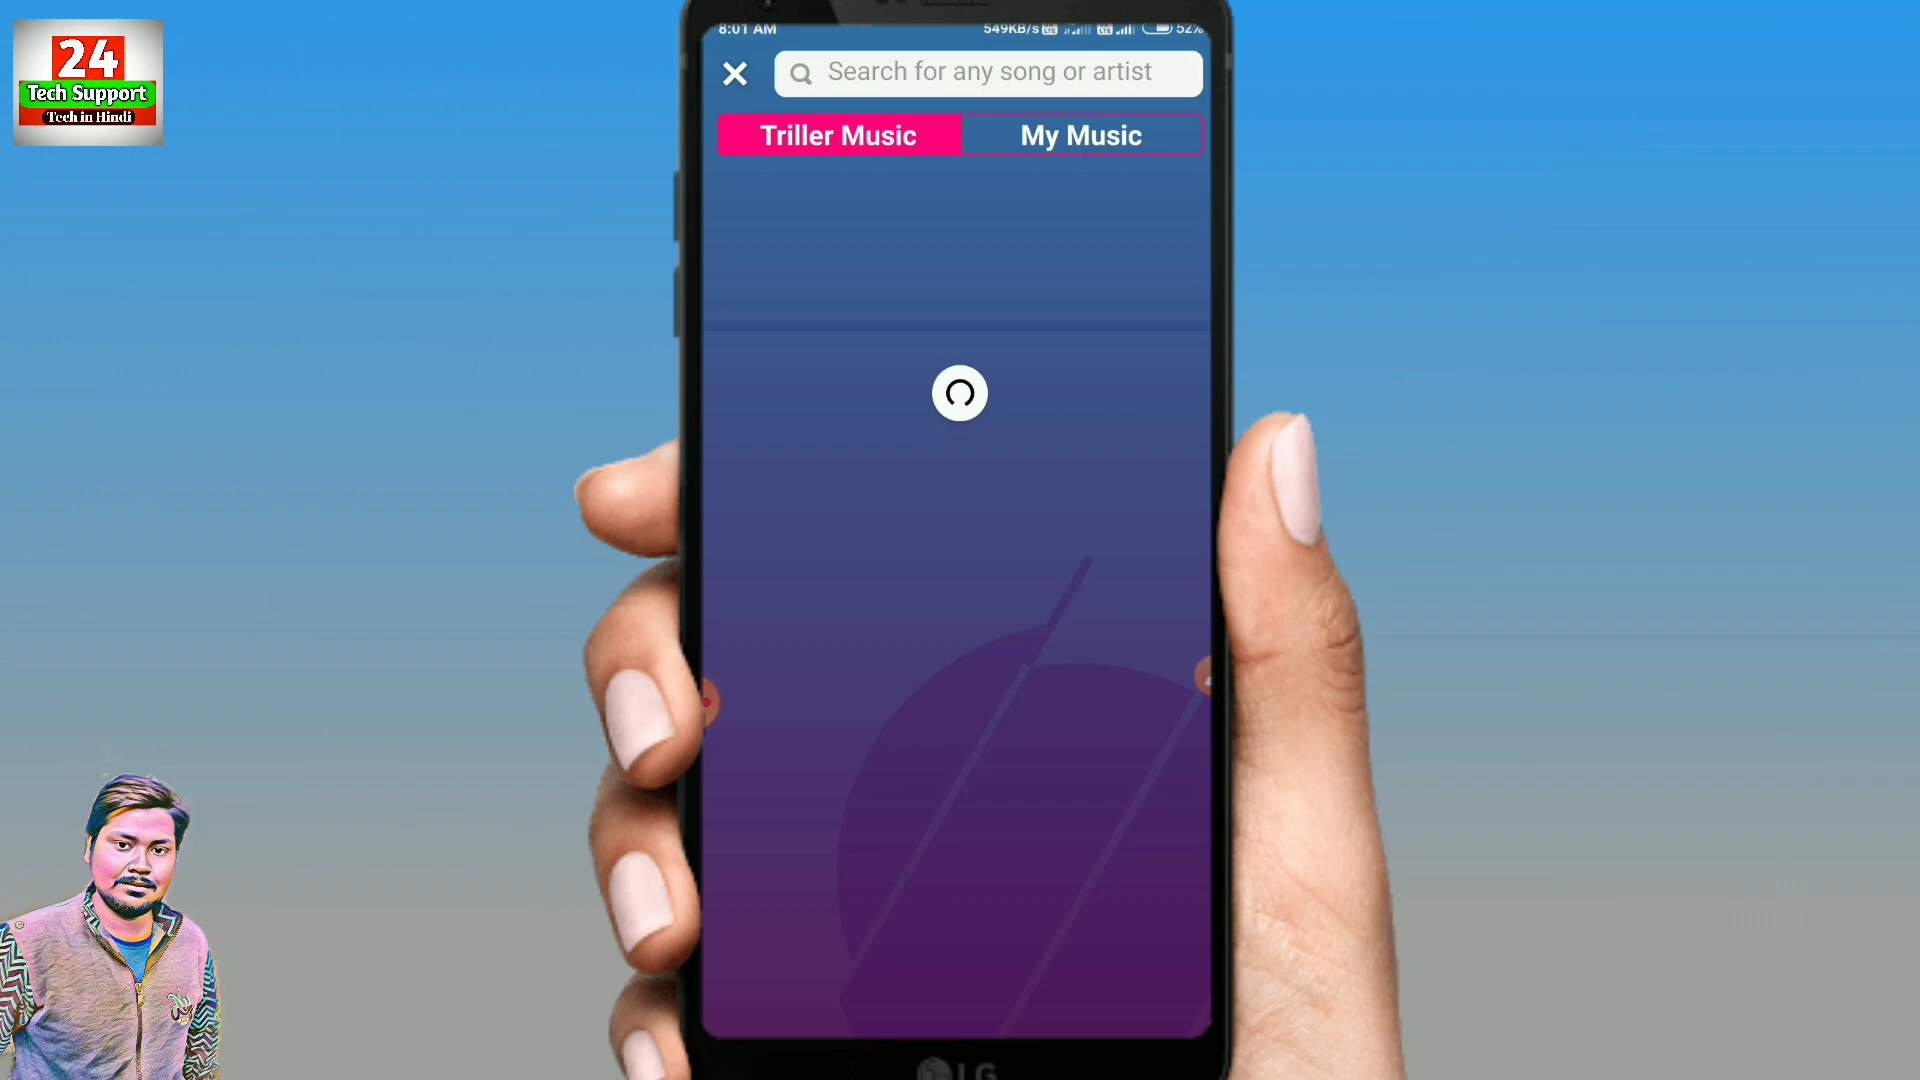 24
Tech Support
Tech in Hindi
8:01 AM 549KB/s 52%
Search for any song or artist
Triller Music My Music
LG